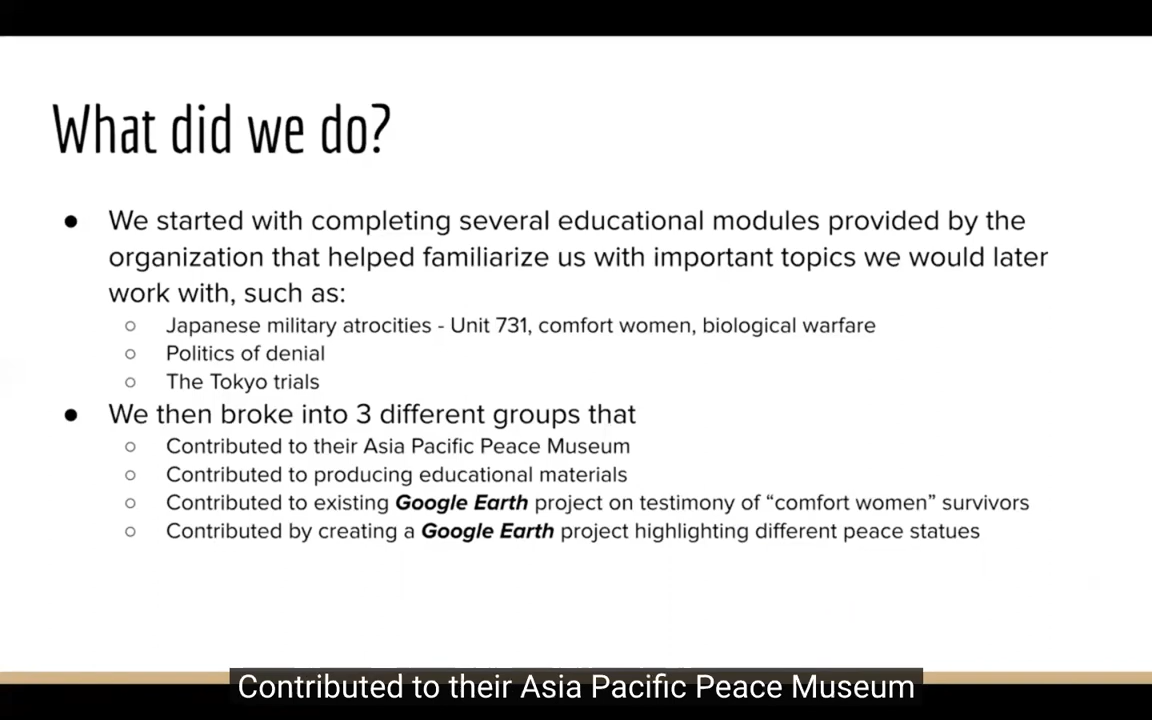 What did we do?
● We started with completing several educational modules provided by the
organization that helped familiarize us with important topics we would later
work with, such as:
○ Japanese military atrocities - Unit 731, comfort women, biological warfare
○ Politics of denial
○ The Tokyo trials
● We then broke into 3 different groups that
○ Contributed to their Asia Pacific Peace Museum
○ Contributed to producing educational materials
○ Contributed to existing Google Earth project on testimony of “comfort women” survivors
○ Contributed by creating a Google Earth project highlighting different peace statues
Contributed to their Asia Pacific Peace Museum